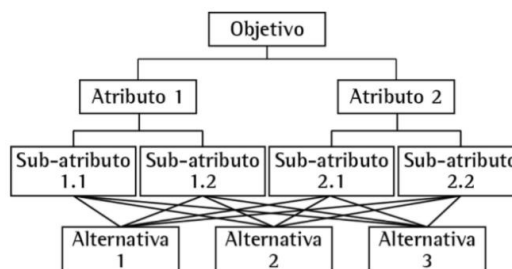 Objetivo
Atributo 1
Atributo 2
Sub-atributo
1.1
Sub-atributo
1.2
Sub-atributo
2.1
Sub-atributo
2.2
Alternativa
1
Alternativa
2
Alternativa
3